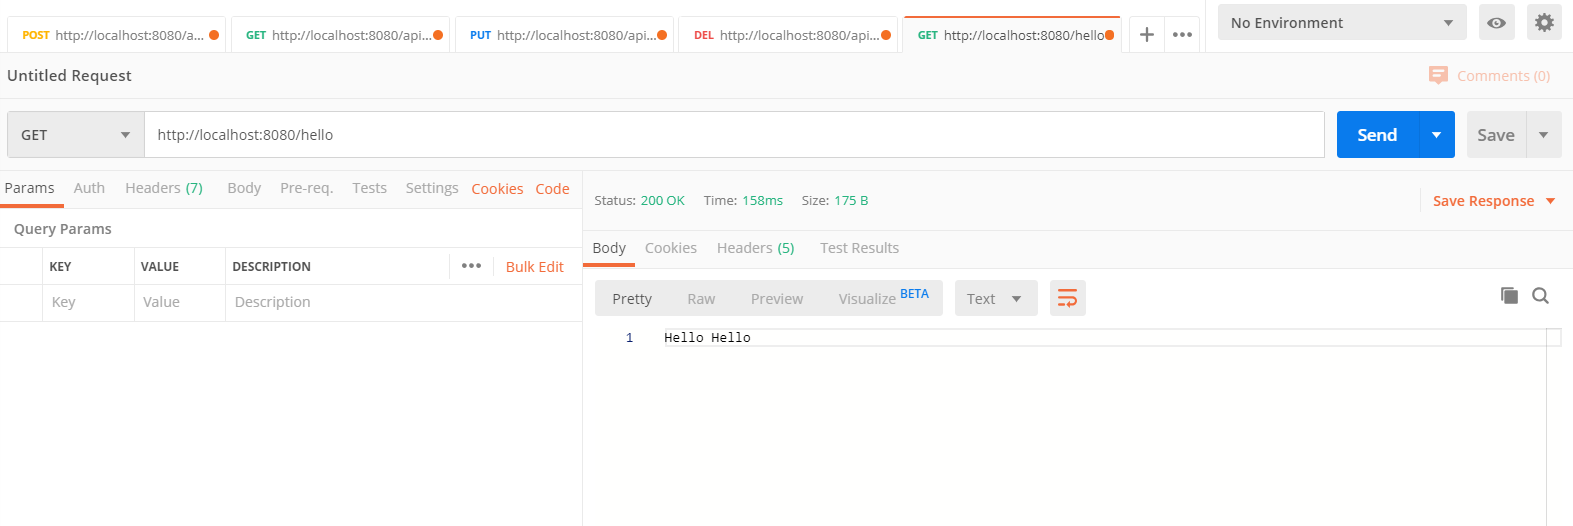 POST http://localhost:8080/a...
GET http://localhost:8080/api...
PUT http://localhost:8080/api...
DEL http://localhost:8080/api...
GET http://localhost:8080/hello
No Environment
Untitled Request
Comments (0)
GET
http://localhost:8080/hello
Send
Save
Params Auth Headers (7) Body Pre-req. Tests Settings Cookies Code
Query Params
KEY VALUE DESCRIPTION ••• Bulk Edit
Key Value Description
Status: 200 OK Time: 158ms Size: 175 B
Save Response
Body Cookies Headers (5) Test Results
Pretty Raw Preview Visualize BETA Text
1 Hello Hello